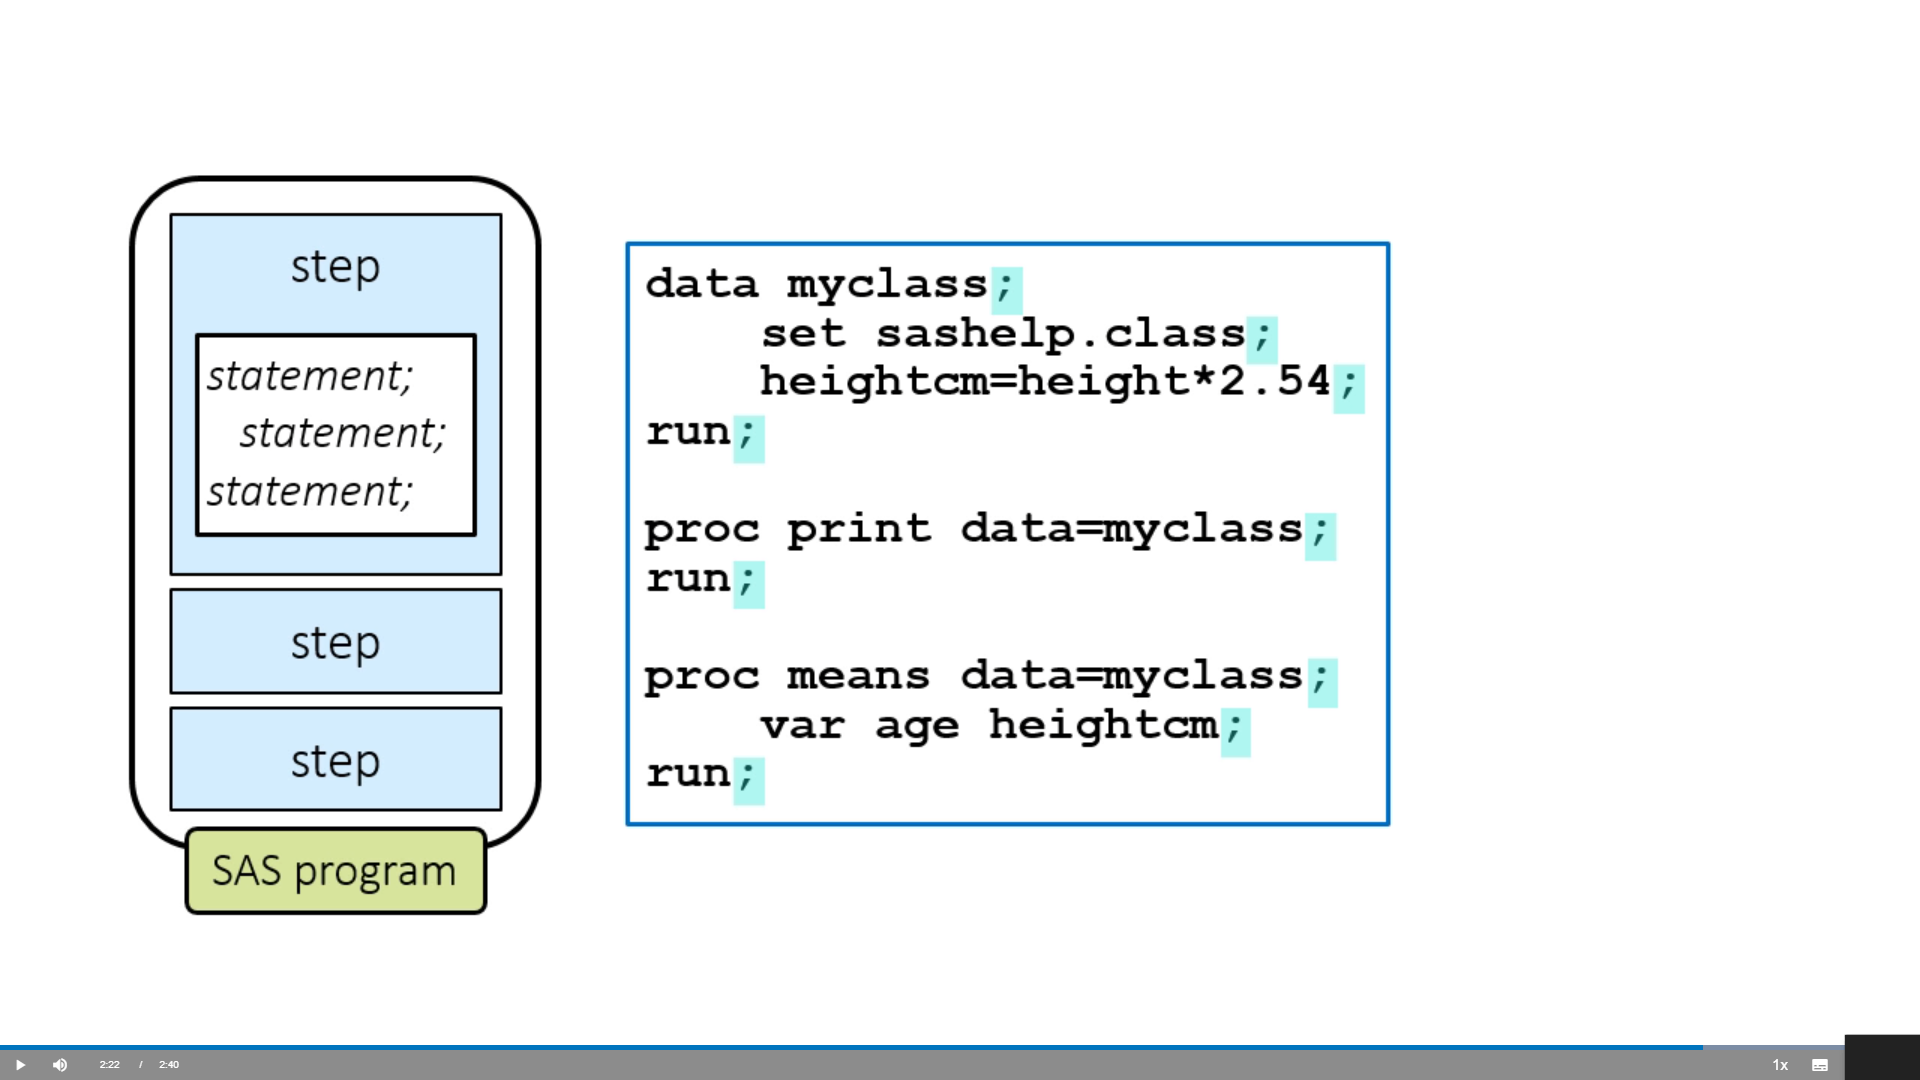 step
statement;
statement;
statement;
step
step
SAS program
data myclass;
set sashelp.class;
heightcm=height*2.54;
run;
proc print data=myclass;
run;
proc means data=myclass;
var age heightcm;
run;
2:22 / 2:40
1x